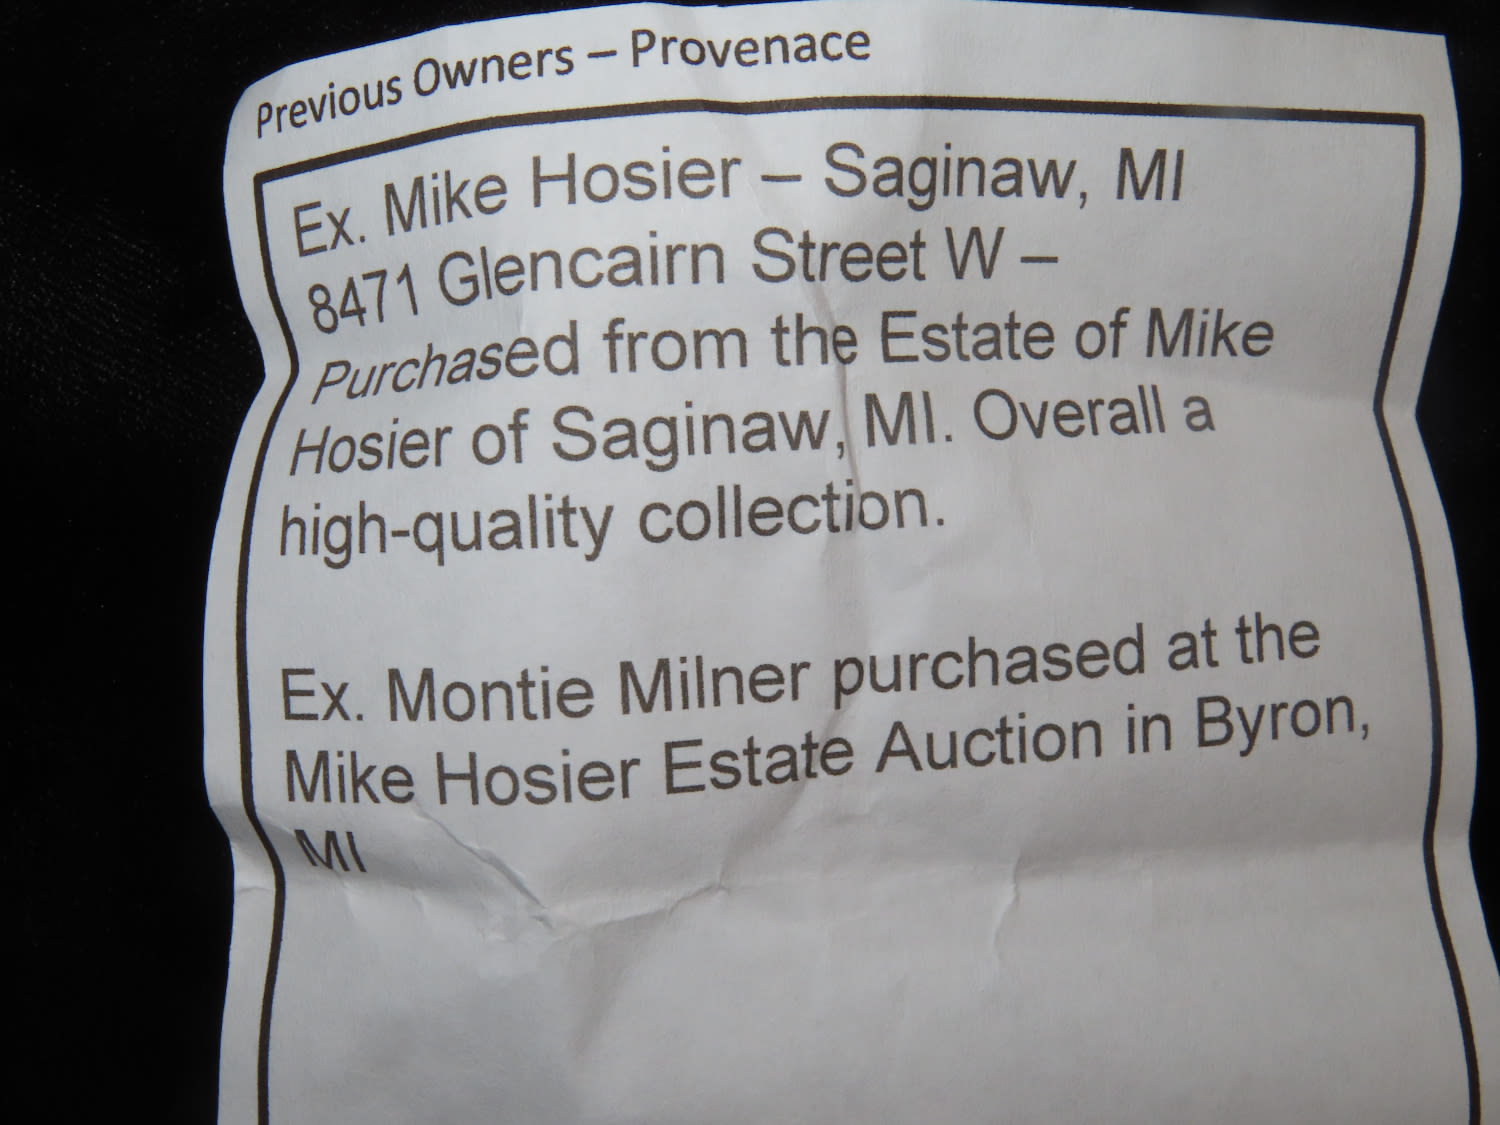 Previous Owners – Provenace
Ex. Mike Hosier – Saginaw, MI
8471 Glencairn Street W –
Purchased from the Estate of Mike
Hosier of Saginaw, MI. Overall a
high-quality collection.
Ex. Montie Milner purchased at the
Mike Hosier Estate Auction in Byron,
MI